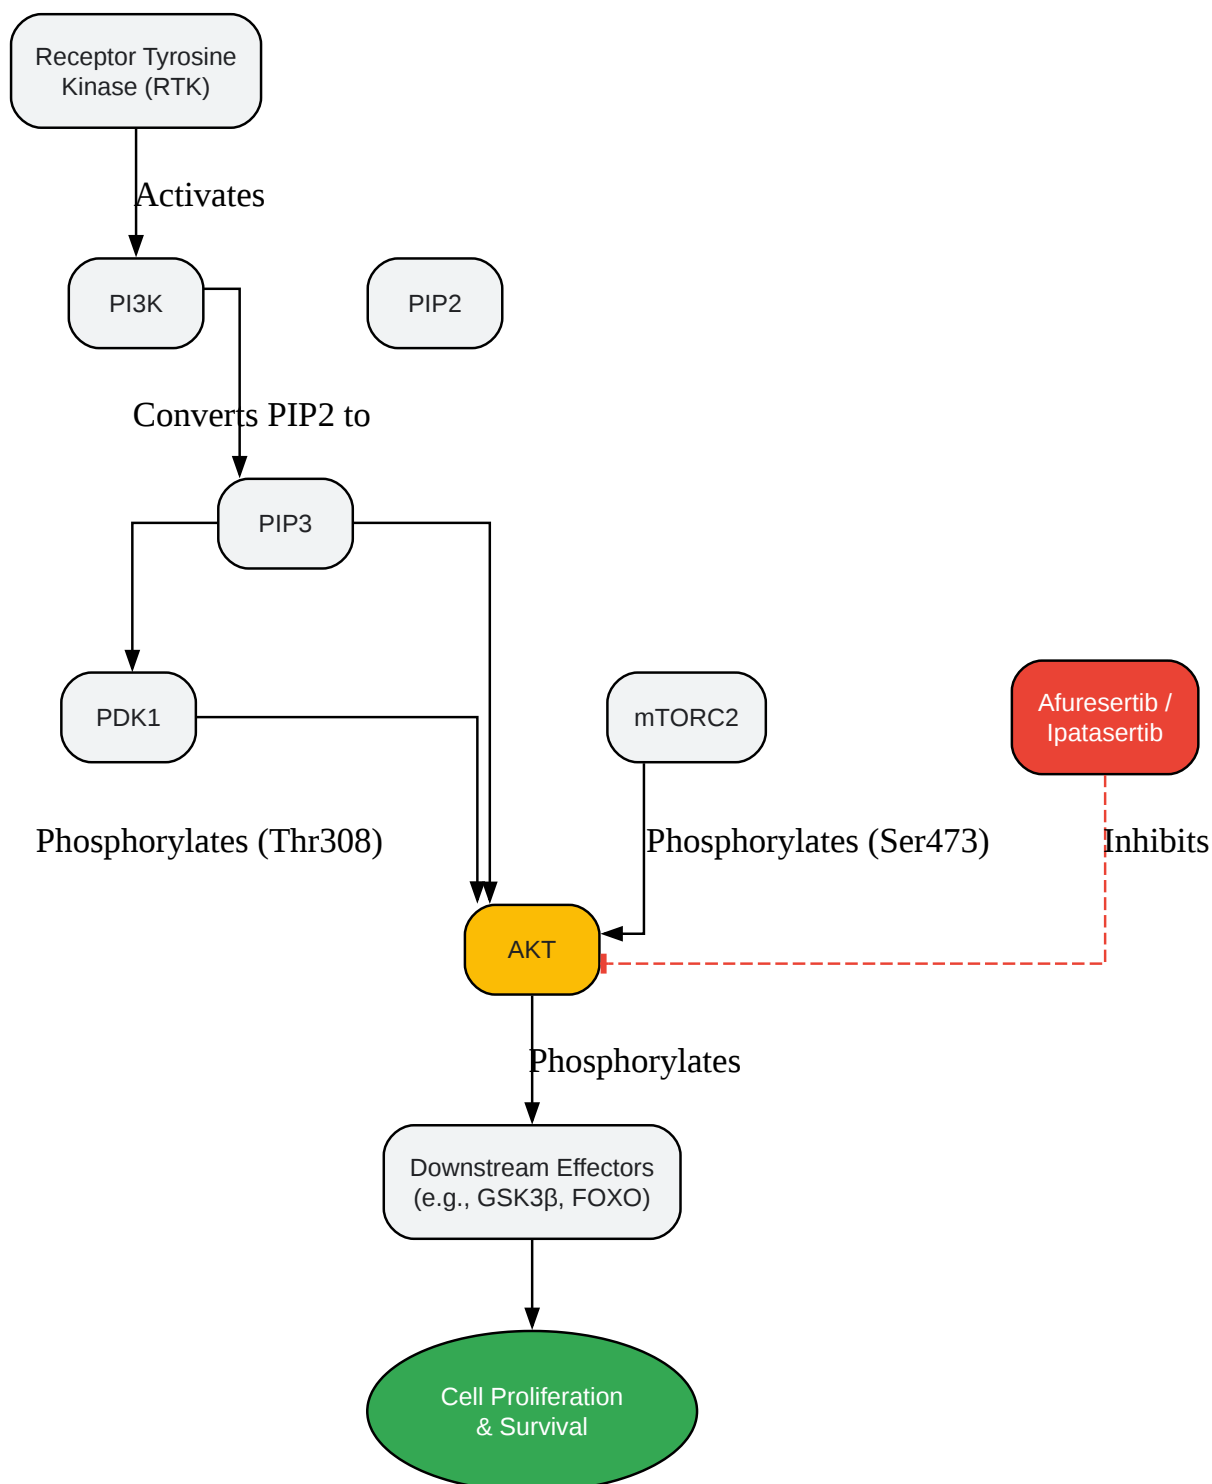 Receptor Tyrosine
Kinase (RTK)
Activates
PI3K
PIP2
Converts PIP2 to
PIP3
PDK1
mTORC2
Afuresertib /
Ipatasertib
Phosphorylates (Thr308)
Phosphorylates (Ser473)
Inhibits
AKT
Phosphorylates
Downstream Effectors
(e.g., GSK3β, FOXO)
Cell Proliferation
& Survival